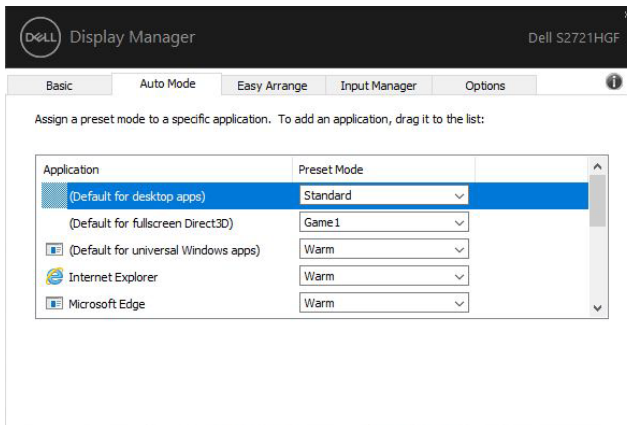 DELL Display Manager Dell S2721HGF
Basic Auto Mode Easy Arrange Input Manager Options
Assign a preset mode to a specific application. To add an application, drag it to the list:
Application Preset Mode
(Default for desktop apps) Standard
(Default for fullscreen Direct3D) Game1
(Default for universal Windows apps) Warm
Internet Explorer Warm
Microsoft Edge Warm